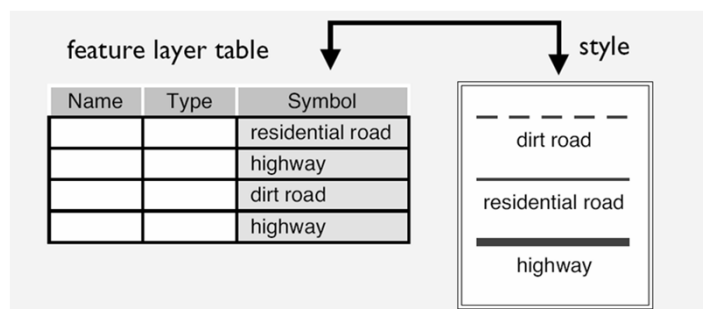 feature layer table
style
Name Type Symbol
residential road
highway
dirt road
highway
dirt road
residential road
highway